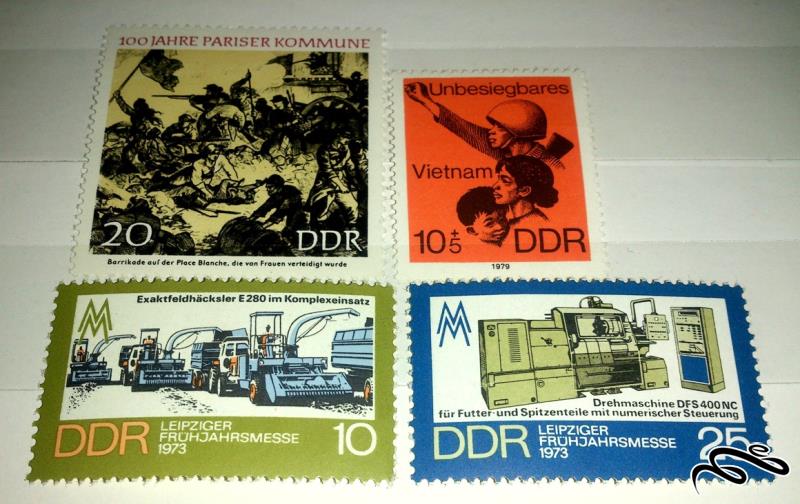 100 JAHRE PARISER KOMMUNE
20 DDR
Barrikade auf der Place Blanche, die von Frauen verteidigt wurde
Unbesiegbares
Vietnam
10+5 DDR
1979
Exaktfeldhäcksler E 280 im Komplexeinsatz
DDR LEIPZIGER
FRÜHJAHRSMESSE
1973
10
Drehmaschine DFS 400 NC
für Futter- und Spitzenteile mit numerischer Steuerung
DDR LEIPZIGER
FRÜHJAHRSMESSE
1973
25